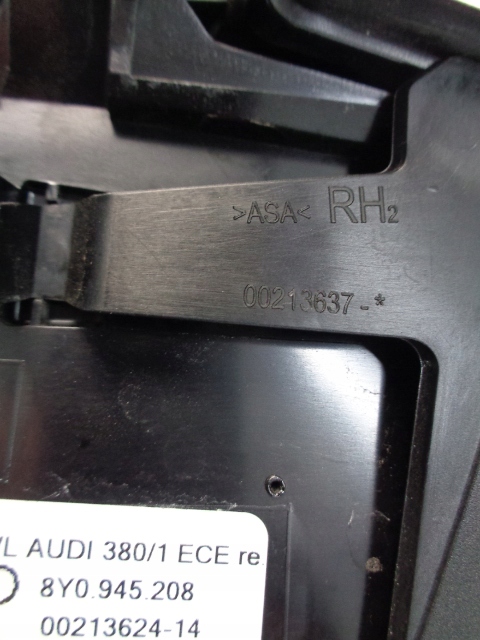 >ASA< RH2
00213637-*
/L AUDI 380/1 ECE re.
8Y0.945.208
00213624-14